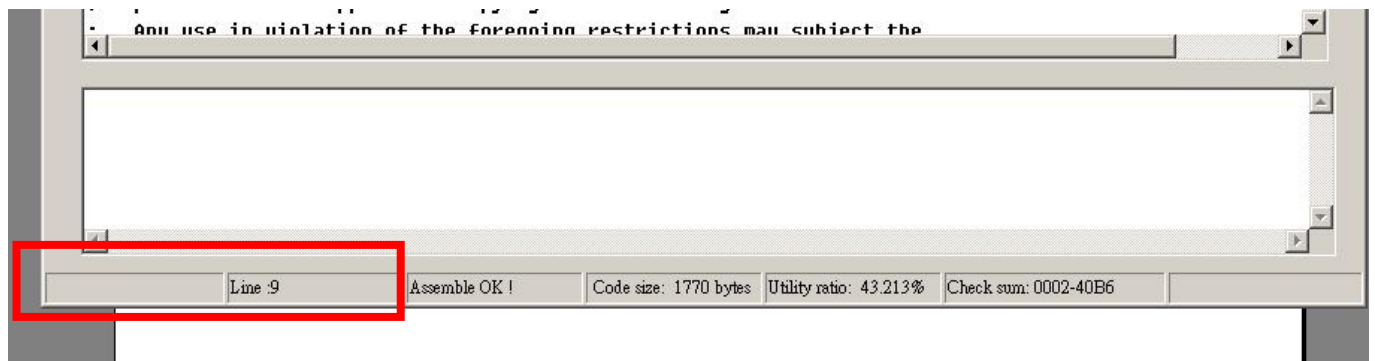 . Any use in violation of the foregoing restrictions may subject the
Line :9 Assemble OK ! Code size: 1770 bytes Utility ratio: 43.213% Check sum: 0002-40B6